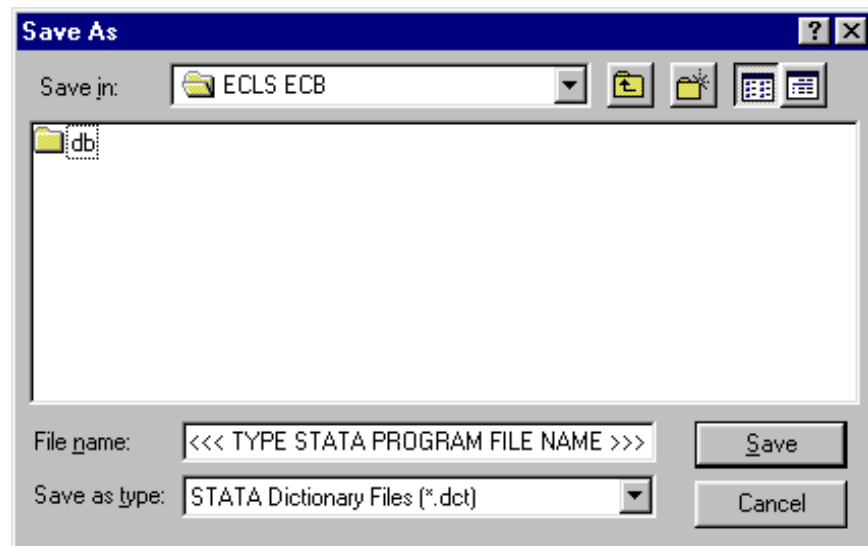 Save As
Save in: ECLS ECB
db
File name: <<< TYPE STATA PROGRAM FILE NAME >>> Save
Save as type: STATA Dictionary Files (*.dct) Cancel